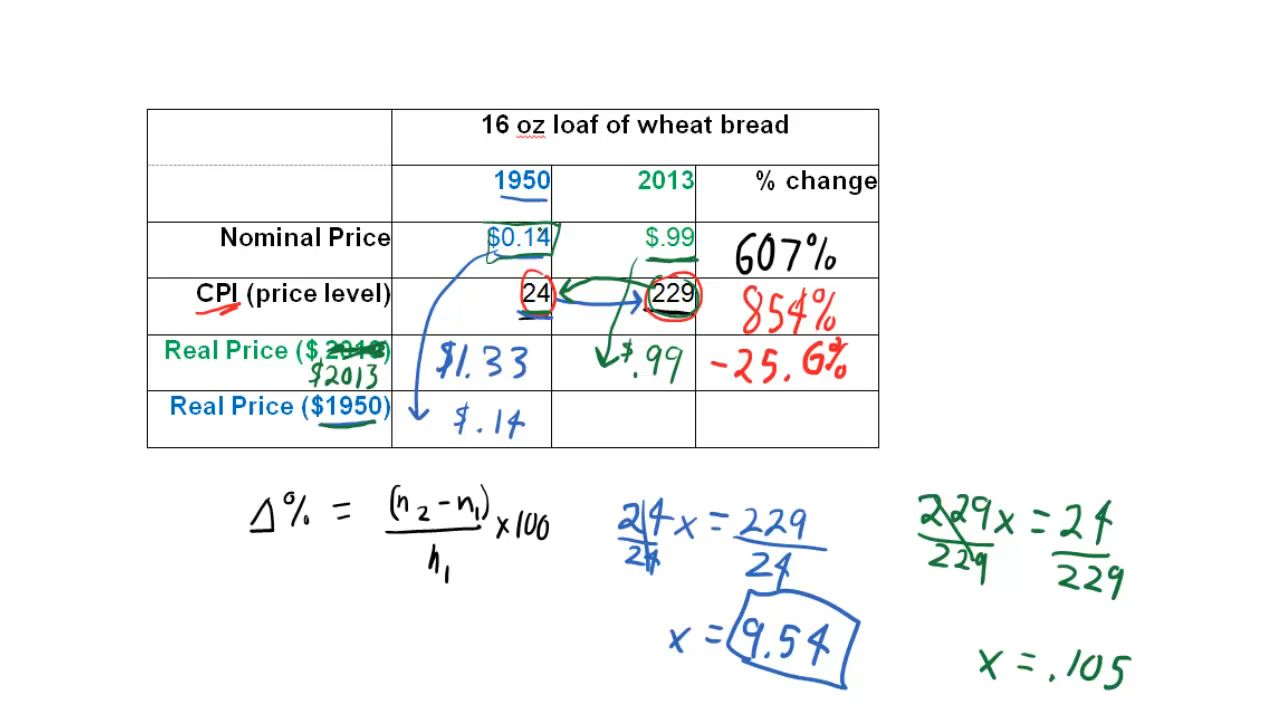 16 oz loaf of wheat bread
1950 2013 % change
Nominal Price $0.14 $.99 607%
CPI (price level) 24 229 854%
Real Price ($ 2010) $1.33 $.99 -25.6%
$2013
Real Price ($1950) $.14
Δ% = (n2 - n1) x 100
n1
24x = 229
24 24
x = 9.54
229x = 24
229 229
x = .105